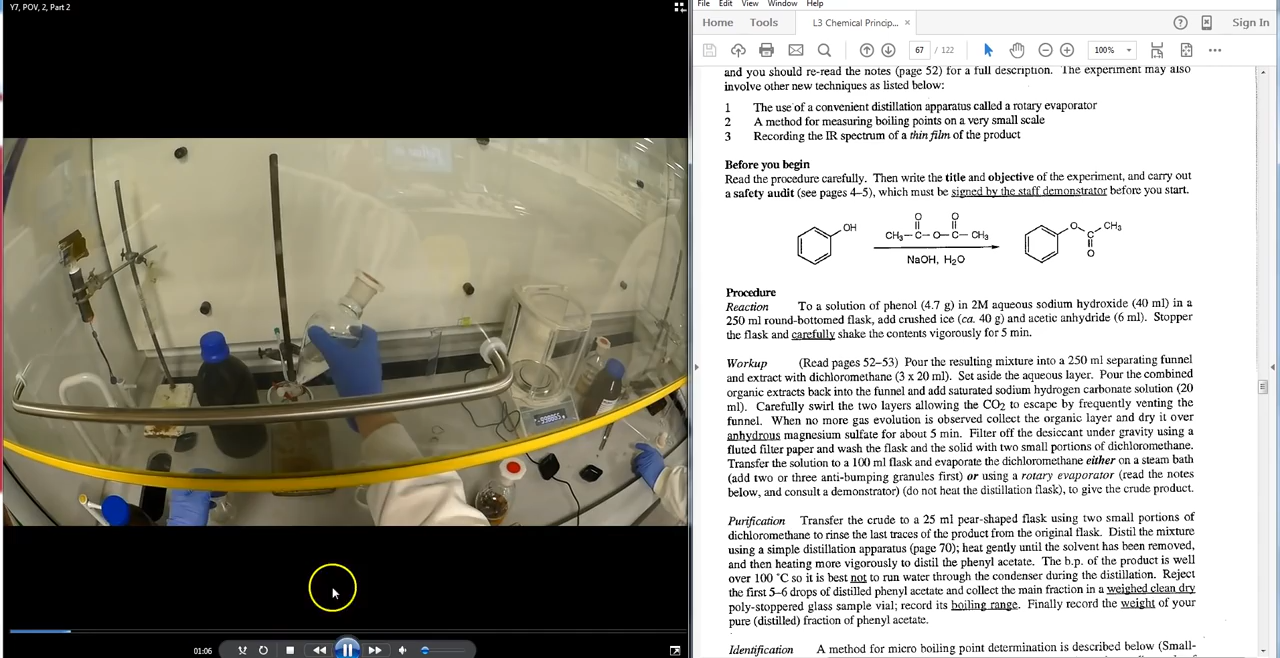 Y7, POV, 2, Part 2
File Edit View Window Help
Home Tools L3 Chemical Princip... × Sign In
67 / 122 100%
and you should re-read the notes (page 52) for a full description. The experiment may also
involve other new techniques as listed below:
1 The use of a convenient distillation apparatus called a rotary evaporator
2 A method for measuring boiling points on a very small scale
3 Recording the IR spectrum of a thin film of the product
Before you begin
Read the procedure carefully. Then write the title and objective of the experiment, and carry out
a safety audit (see pages 4–5), which must be signed by the staff demonstrator before you start.
OH
O O
CH3—C—O—C—CH3
NaOH, H2O
O C CH3
O
Procedure
Reaction To a solution of phenol (4.7 g) in 2M aqueous sodium hydroxide (40 ml) in a
250 ml round-bottomed flask, add crushed ice (ca. 40 g) and acetic anhydride (6 ml). Stopper
the flask and carefully shake the contents vigorously for 5 min.
Workup (Read pages 52–53) Pour the resulting mixture into a 250 ml separating funnel
and extract with dichloromethane (3 x 20 ml). Set aside the aqueous layer. Pour the combined
organic extracts back into the funnel and add saturated sodium hydrogen carbonate solution (20
ml). Carefully swirl the two layers allowing the CO2 to escape by frequently venting the
funnel. When no more gas evolution is observed collect the organic layer and dry it over
anhydrous magnesium sulfate for about 5 min. Filter off the desiccant under gravity using a
fluted filter paper and wash the flask and the solid with two small portions of dichloromethane.
Transfer the solution to a 100 ml flask and evaporate the dichloromethane either on a steam bath
(add two or three anti-bumping granules first) or using a rotary evaporator (read the notes
below, and consult a demonstrator) (do not heat the distillation flask), to give the crude product.
Purification Transfer the crude to a 25 ml pear-shaped flask using two small portions of
dichloromethane to rinse the last traces of the product from the original flask. Distil the mixture
using a simple distillation apparatus (page 70); heat gently until the solvent has been removed,
and then heating more vigorously to distil the phenyl acetate. The b.p. of the product is well
over 100 °C so it is best not to run water through the condenser during the distillation. Reject
the first 5–6 drops of distilled phenyl acetate and collect the main fraction in a weighed clean dry
poly-stoppered glass sample vial; record its boiling range. Finally record the weight of your
pure (distilled) fraction of phenyl acetate.
Identification A method for micro boiling point determination is described below (Small-
01:06